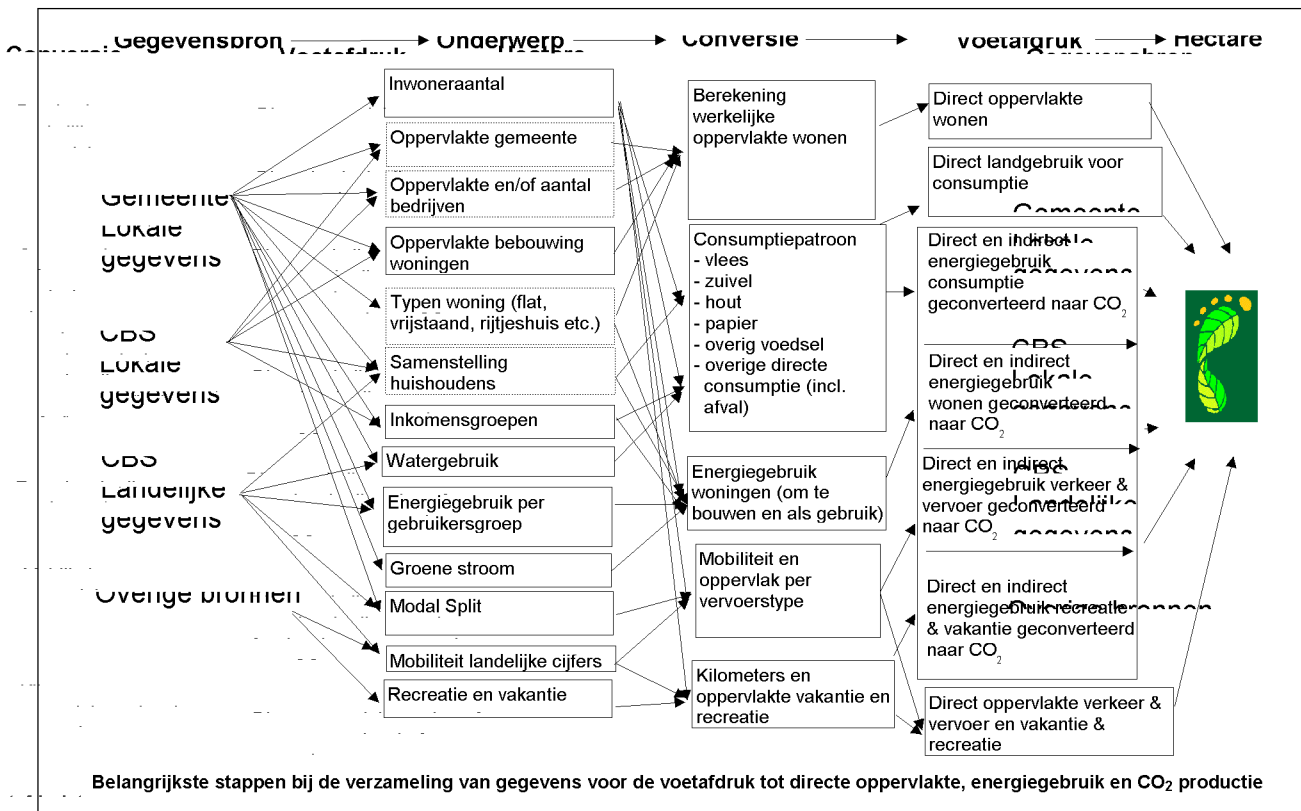 Gegevensbron
Onderwerp
Conversie
Voetafdruk
Hectare
Gemeente
Lokale
gegevens
CBS
Lokale
gegevens
CBS
Landelijke
gegevens
Overige bronnen
Inwoneraantal
Oppervlakte gemeente
Oppervlakte en/of aantal
bedrijven
Oppervlakte bebouwing
woningen
Typen woning (flat,
vrijstaand, rijtjeshuis etc.)
Samenstelling
huishoudens
Inkomensgroepen
Watergebruik
Energiegebruik per
gebruikersgroep
Groene stroom
Modal Split
Mobiliteit landelijke cijfers
Recreatie en vakantie
Berekening
werkelijke
oppervlakte wonen
Consumptiepatroon
- vlees
- zuivel
- hout
- papier
- overig voedsel
- overige directe
consumptie (incl.
afval)
Energiegebruik
woningen (om te
bouwen en als gebruik)
Mobiliteit en
oppervlak per
vervoerstype
Kilometers en
oppervlakte vakantie en
recreatie
Direct oppervlakte
wonen
Direct landgebruik voor
consumptie
Direct en indirect
energiegebruik
consumptie
geconverteerd naar CO₂
Direct en indirect
energiegebruik
wonen geconverteerd
naar CO₂
Direct en indirect
energiegebruik verkeer &
vervoer geconverteerd
naar CO₂
Direct en indirect
energiegebruik recreatie
& vakantie geconverteerd
naar CO₂
Direct oppervlakte verkeer &
vervoer en vakantie &
recreatie
Belangrijkste stappen bij de verzameling van gegevens voor de voetafdruk tot directe oppervlakte, energiegebruik en CO₂ productie